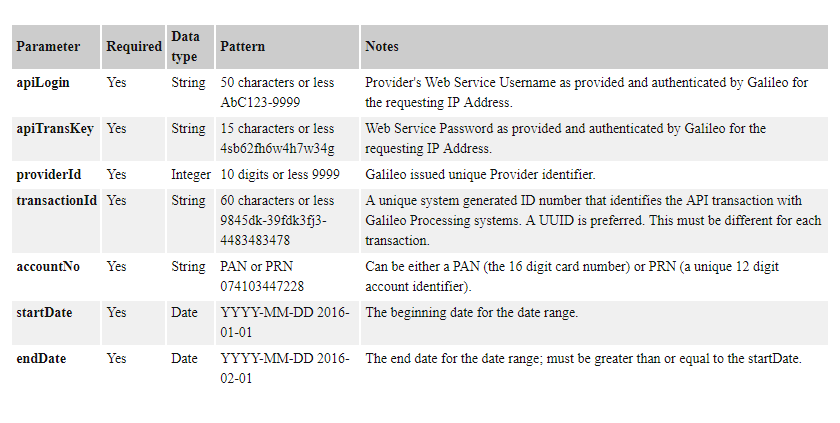 Parameter Required Data type Pattern Notes
apiLogin Yes String 50 characters or less Provider's Web Service Username as provided and authenticated by Galileo for
AbC123-9999 the requesting IP Address.
apiTransKey Yes String 15 characters or less Web Service Password as provided and authenticated by Galileo for the
4sb62fh6w4h7w34g requesting IP Address.
providerId Yes Integer 10 digits or less 9999 Galileo issued unique Provider identifier.
transactionId Yes String 60 characters or less A unique system generated ID number that identifies the API transaction with
9845dk-39fdk3fj3- Galileo Processing systems. A UUID is preferred. This must be different for each
4483483478 transaction.
accountNo Yes String PAN or PRN Can be either a PAN (the 16 digit card number) or PRN (a unique 12 digit
074103447228 account identifier).
startDate Yes Date YYYY-MM-DD 2016- The beginning date for the date range.
01-01
endDate Yes Date YYYY-MM-DD 2016- The end date for the date range; must be greater than or equal to the startDate.
02-01